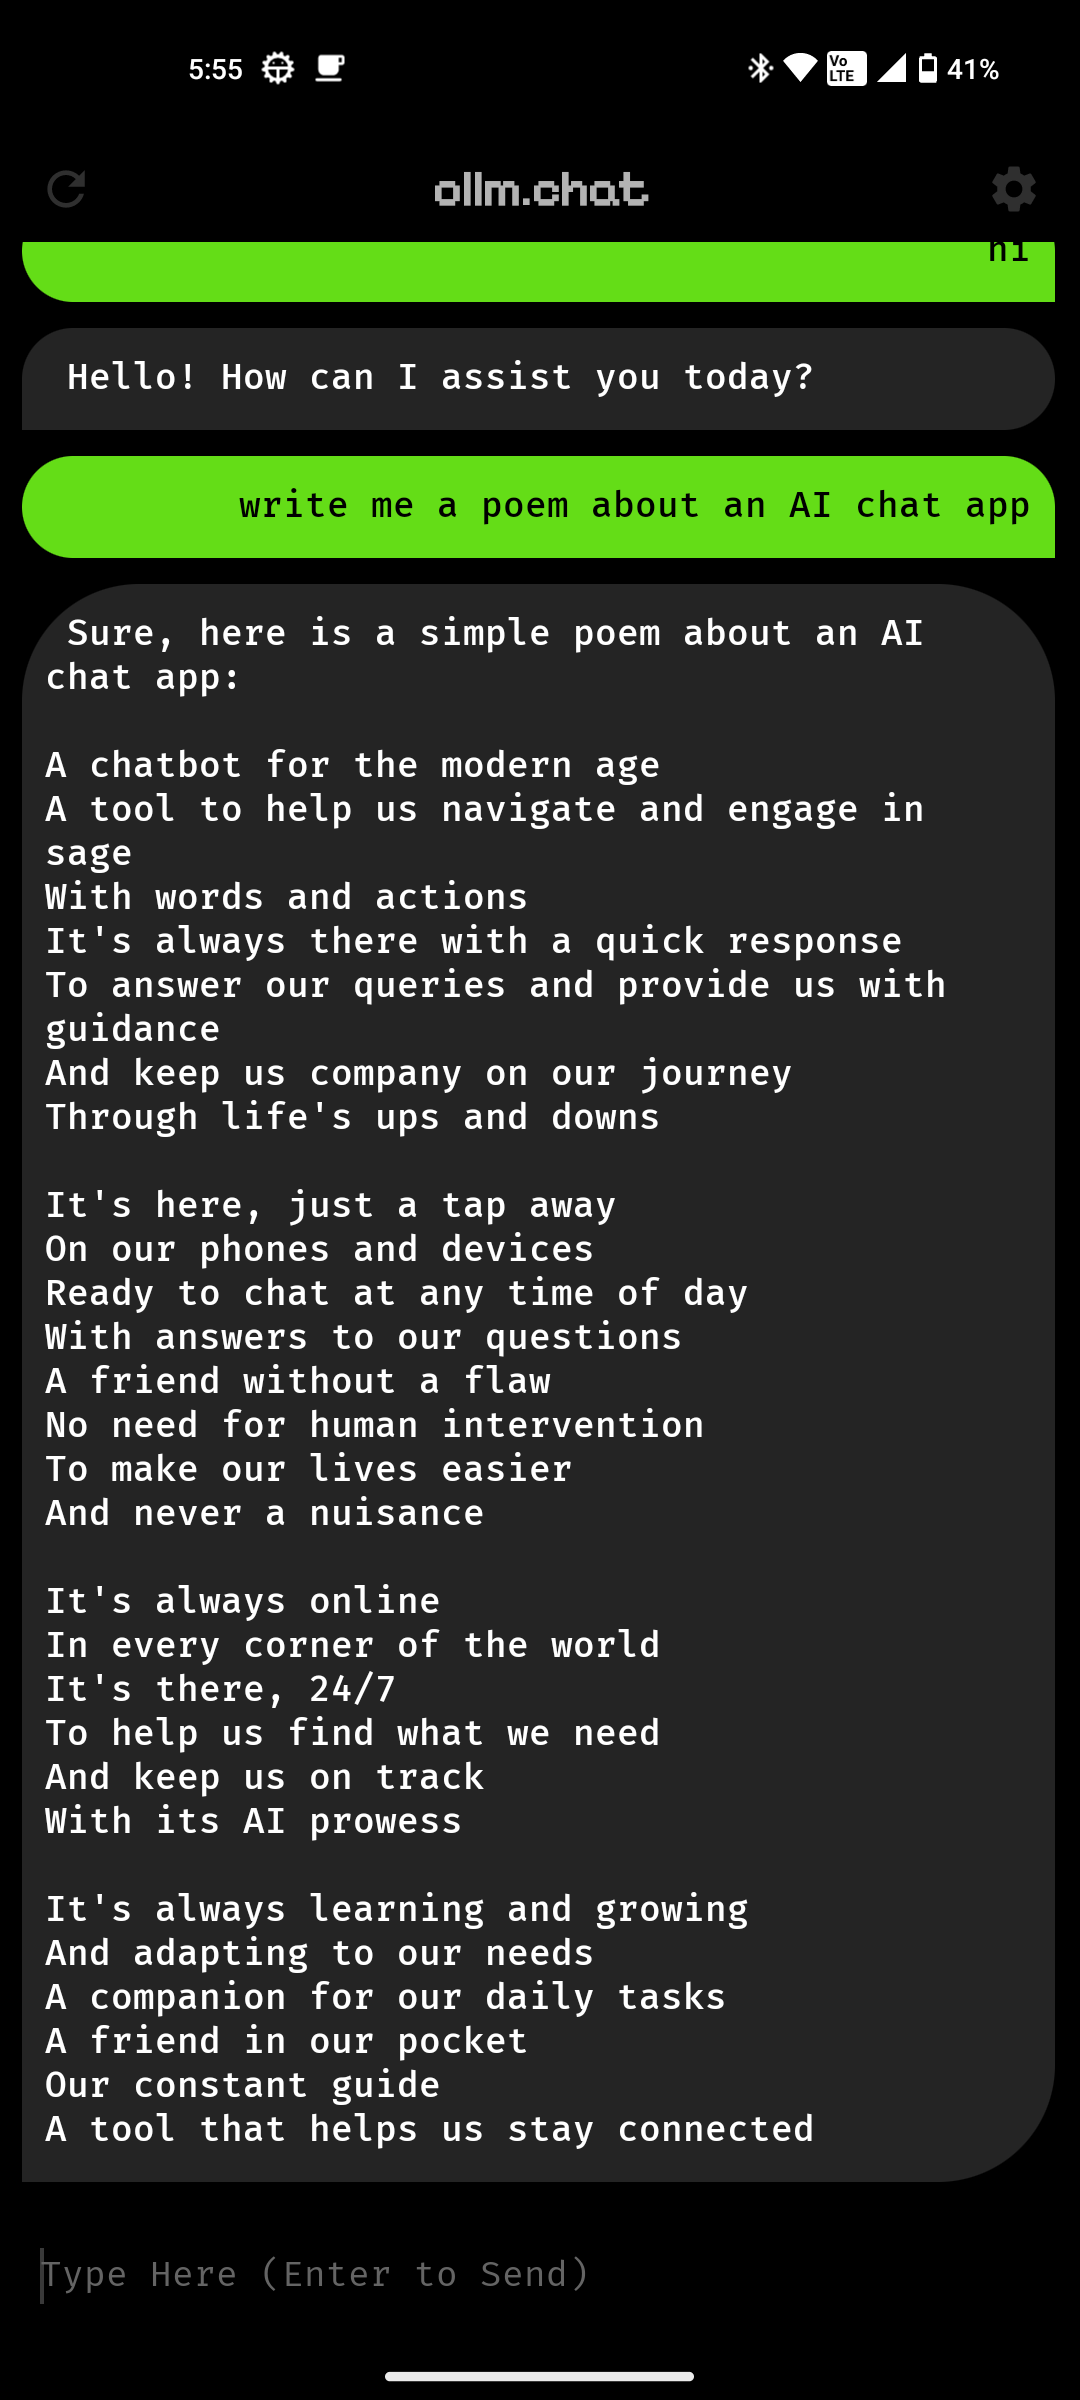 5:55
Vo
LTE
41%
ollm.chat
hi
Hello! How can I assist you today?
write me a poem about an AI chat app
Sure, here is a simple poem about an AI
chat app:
A chatbot for the modern age
A tool to help us navigate and engage in
sage
With words and actions
It's always there with a quick response
To answer our queries and provide us with
guidance
And keep us company on our journey
Through life's ups and downs
It's here, just a tap away
On our phones and devices
Ready to chat at any time of day
With answers to our questions
A friend without a flaw
No need for human intervention
To make our lives easier
And never a nuisance
It's always online
In every corner of the world
It's there, 24/7
To help us find what we need
And keep us on track
With its AI prowess
It's always learning and growing
And adapting to our needs
A companion for our daily tasks
A friend in our pocket
Our constant guide
A tool that helps us stay connected
Type Here (Enter to Send)